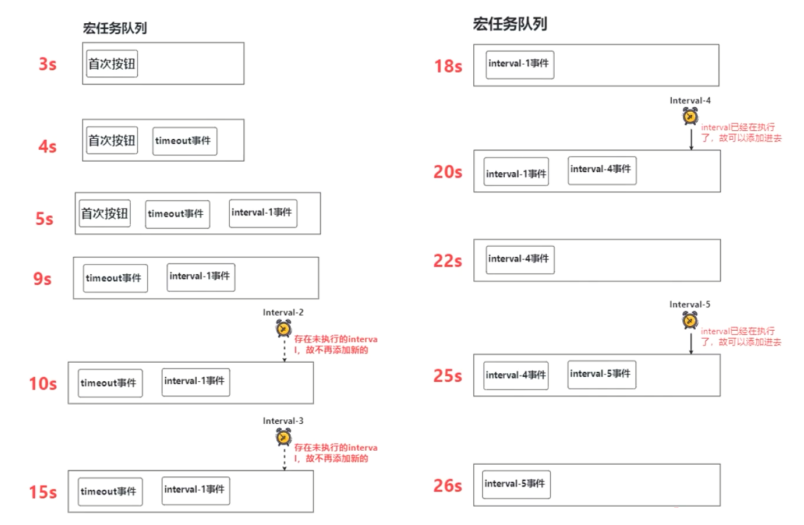 宏任务队列
3s
首次按钮
4s
首次按钮
timeout事件
5s
首次按钮
timeout事件
interval-1事件
9s
timeout事件
interval-1事件
Interval-2
存在未执行的interva
l，故不再添加新的
10s
timeout事件
interval-1事件
Interval-3
存在未执行的interva
l，故不再添加新的
15s
timeout事件
interval-1事件
宏任务队列
18s
interval-1事件
Interval-4
interval已经在执行
了，故可以添加进去
20s
interval-1事件
interval-4事件
22s
interval-4事件
Interval-5
interval已经在执行
了，故可以添加进去
25s
interval-4事件
interval-5事件
26s
interval-5事件